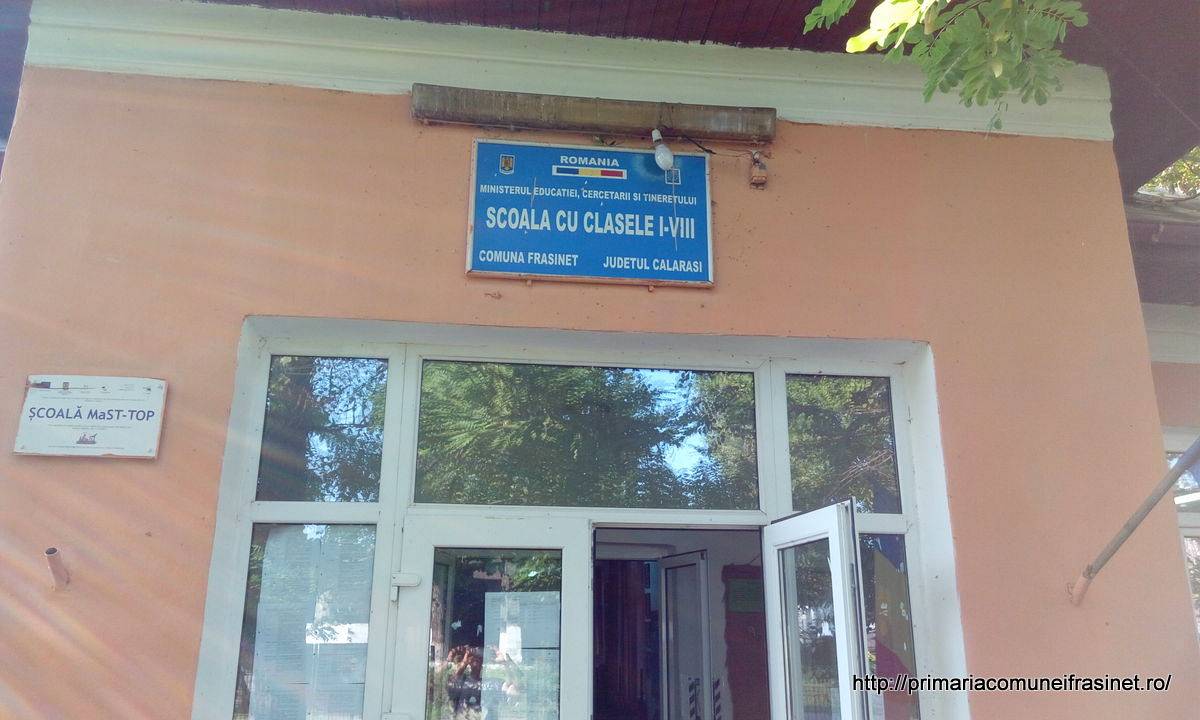 ROMANIA
MINISTERUL EDUCATIEI, CERCETARII SI TINERETULUI
SCOALA CU CLASELE I-VIII
COMUNA FRASINET JUDETUL CALARASI
ȘCOALĂ MaST-TOP
http://primariacomuneifrasinet.ro/